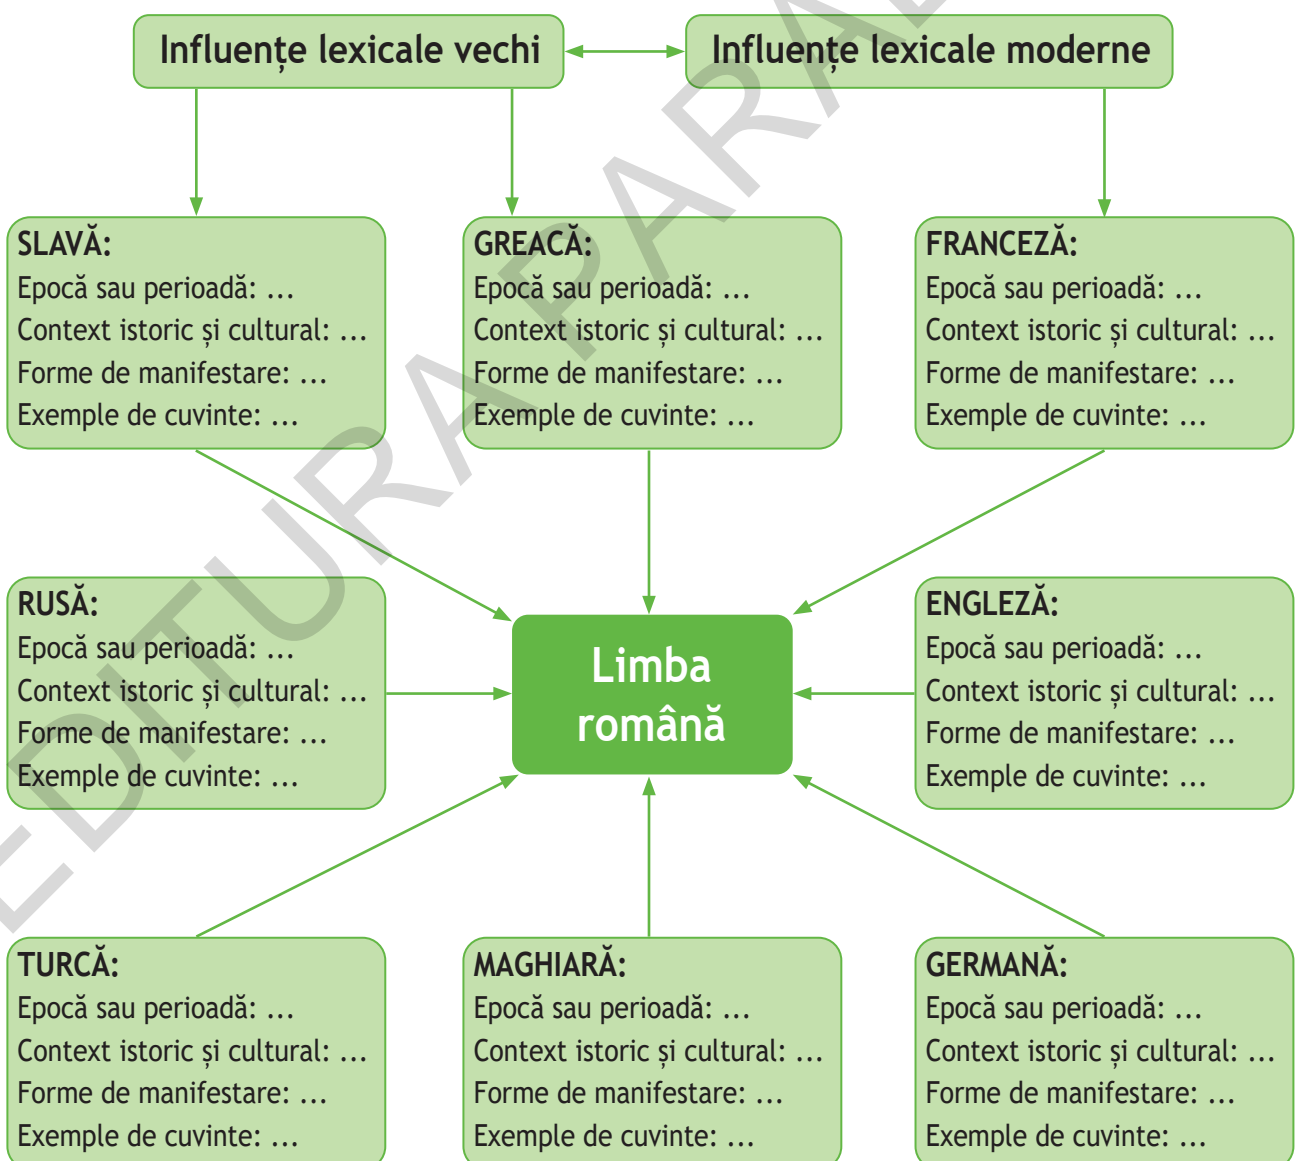 Influențe lexicale vechi
Influențe lexicale moderne
SLAVĂ:
Epocă sau perioadă: ...
Context istoric și cultural: ...
Forme de manifestare: ...
Exemple de cuvinte: ...
GREACĂ:
Epocă sau perioadă: ...
Context istoric și cultural: ...
Forme de manifestare: ...
Exemple de cuvinte: ...
FRANCEZĂ:
Epocă sau perioadă: ...
Context istoric și cultural: ...
Forme de manifestare: ...
Exemple de cuvinte: ...
RUSĂ:
Epocă sau perioadă: ...
Context istoric și cultural: ...
Forme de manifestare: ...
Exemple de cuvinte: ...
Limba
română
ENGLEZĂ:
Epocă sau perioadă: ...
Context istoric și cultural: ...
Forme de manifestare: ...
Exemple de cuvinte: ...
TURCĂ:
Epocă sau perioadă: ...
Context istoric și cultural: ...
Forme de manifestare: ...
Exemple de cuvinte: ...
MAGHIARĂ:
Epocă sau perioadă: ...
Context istoric și cultural: ...
Forme de manifestare: ...
Exemple de cuvinte: ...
GERMANĂ:
Epocă sau perioadă: ...
Context istoric și cultural: ...
Forme de manifestare: ...
Exemple de cuvinte: ...
EDITURA